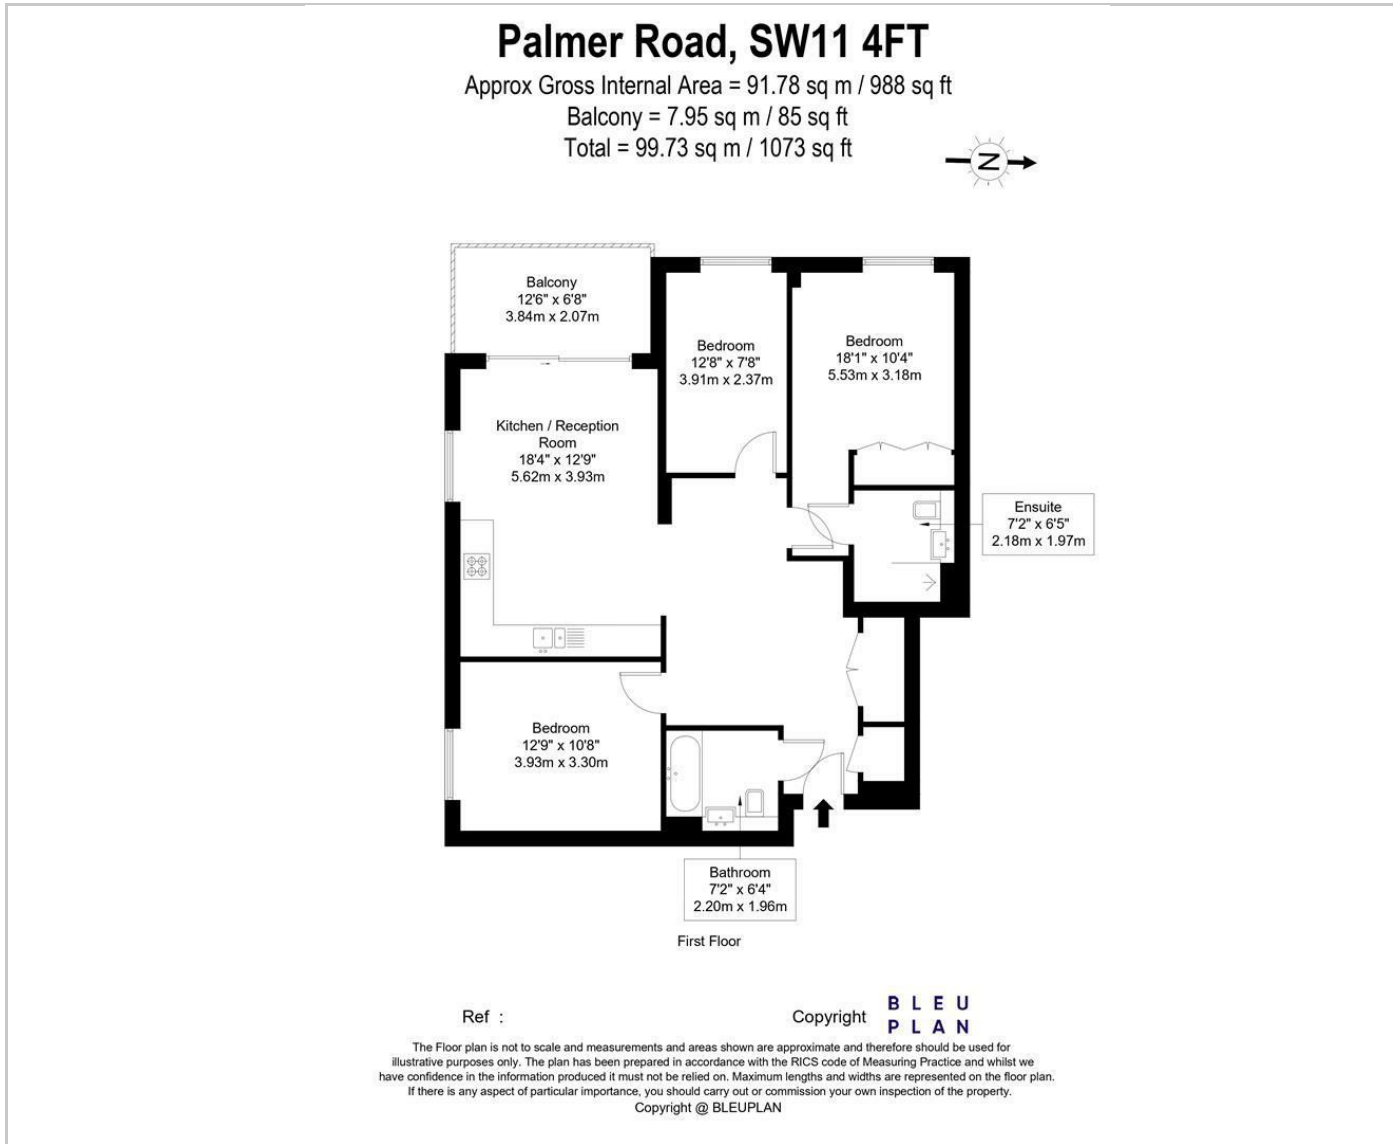 Palmer Road, SW11 4FT
Approx Gross Internal Area = 91.78 sq m / 988 sq ft
Balcony = 7.95 sq m / 85 sq ft
Total = 99.73 sq m / 1073 sq ft
N
Balcony
12'6" x 6'8"
3.84m x 2.07m
Bedroom
12'8" x 7'8"
3.91m x 2.37m
Bedroom
18'1" x 10'4"
5.53m x 3.18m
Kitchen / Reception
Room
18'4" x 12'9"
5.62m x 3.93m
Ensuite
7'2" x 6'5"
2.18m x 1.97m
Bedroom
12'9" x 10'8"
3.93m x 3.30m
Bathroom
7'2" x 6'4"
2.20m x 1.96m
First Floor
Ref :
Copyright
BLEU
PLAN
The Floor plan is not to scale and measurements and areas shown are approximate and therefore should be used for
illustrative purposes only. The plan has been prepared in accordance with the RICS code of Measuring Practice and whilst we
have confidence in the information produced it must not be relied on. Maximum lengths and widths are represented on the floor plan.
If there is any aspect of particular importance, you should carry out or commission your own inspection of the property.
Copyright @ BLEUPLAN